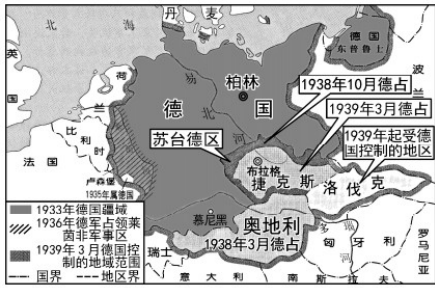 北 海
丹 麦
德 国
东 普 鲁 士
英
国
荷
兰
波
兰
易
北
河
柏林
德 国
1938年10月德占
1939年3月德占
1939年起受德
国控制的地区
苏台德区
比
利
时
法 国
卢森堡
1935年属德国
布拉格
捷 克 斯 洛 伐 克
慕尼黑
奥地利
1938年3月德占
瑞士
匈 牙 利
意 大 利
南 斯 拉 夫
1933年德国疆域
1936年德军占领莱
茵非军事区
1939年3月德国控
制的地域范围
国界
地区界